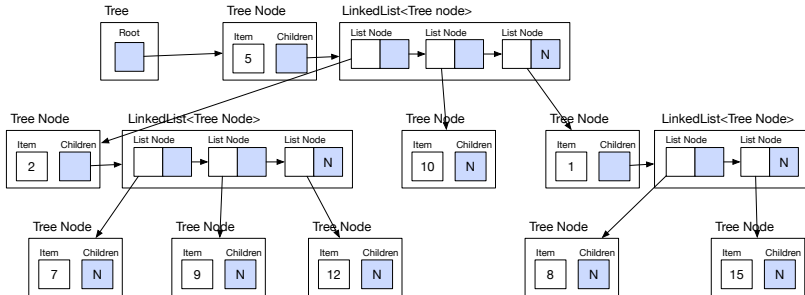 Tree
Tree Node
LinkedList<Tree node>
Root
Item Children
List Node List Node List Node
5
N
Tree Node
LinkedList<Tree Node>
Tree Node
Tree Node
LinkedList<Tree Node>
Item Children
List Node List Node List Node
Item Children
Item Children
List Node List Node
2
N
10 N
1
N
Tree Node
Tree Node
Tree Node
Tree Node
Tree Node
Item Children
Item Children
Item Children
Item Children
Item Children
7 N
9 N
12 N
8 N
15 N